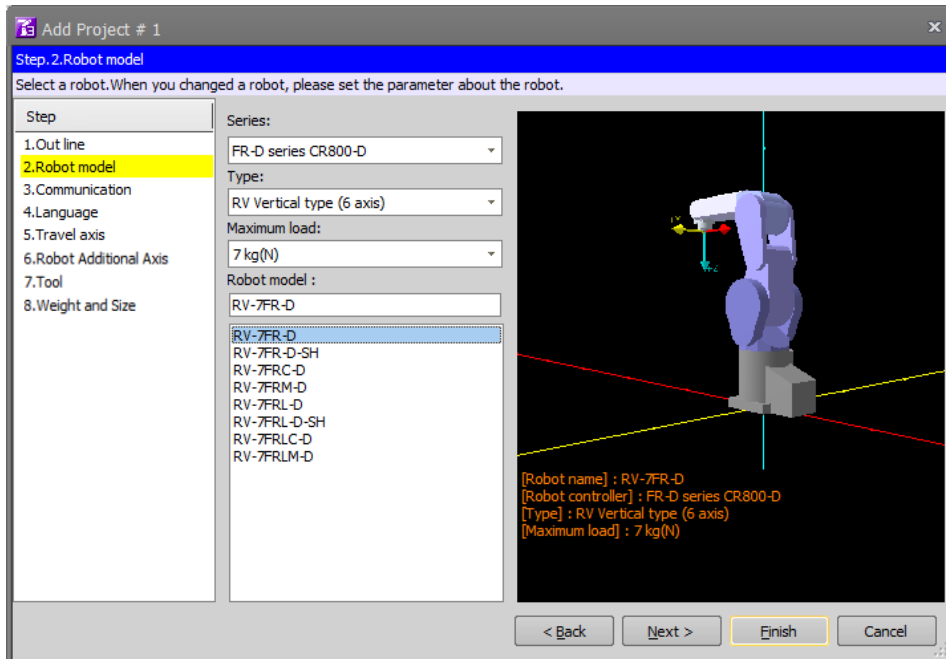 Add Project # 1
Step.2.Robot model
Select a robot.When you changed a robot, please set the parameter about the robot.
Step
1.Out line
2.Robot model
3.Communication
4.Language
5.Travel axis
6.Robot Additional Axis
7.Tool
8.Weight and Size
Series:
FR-D series CR800-D
Type:
RV Vertical type (6 axis)
Maximum load:
7 kg(N)
Robot model :
RV-7FR-D
RV-7FR-D
RV-7FR-D-SH
RV-7FRC-D
RV-7FRM-D
RV-7FRL-D
RV-7FRL-D-SH
RV-7FRLC-D
RV-7FRLM-D
+X
+Z
[Robot name] : RV-7FR-D
[Robot controller] : FR-D series CR800-D
[Type] : RV Vertical type (6 axis)
[Maximum load] : 7 kg(N)
< Back
Next >
Finish
Cancel